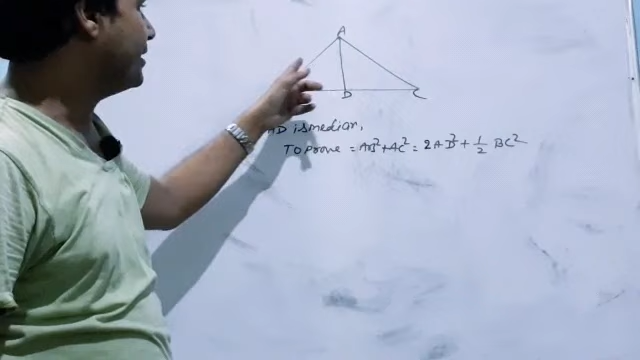 A
D
C
AD is median,
To prove = AB²+AC² = 2AD²+1/2 BC²